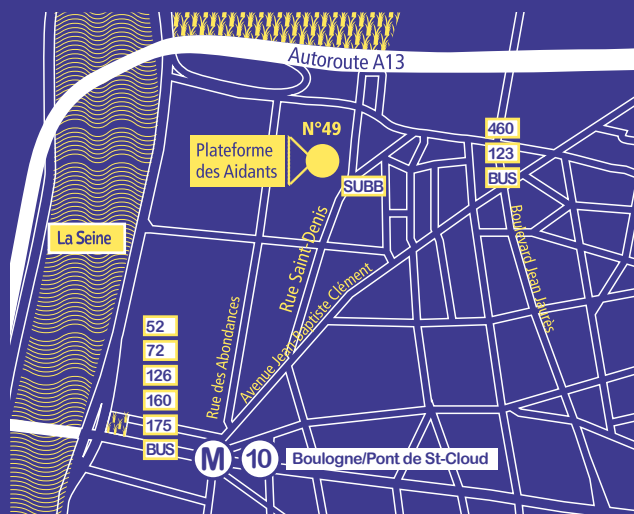 Autoroute A13
N°49
Plateforme
des Aidants
460
123
BUS
SUBB
La Seine
Rue Saint-Denis
Boulevard Jean Jaurès
Avenue Jean Baptiste Clément
Rue des Abondances
52
72
126
160
175
BUS
M
10
Boulogne/Pont de St-Cloud